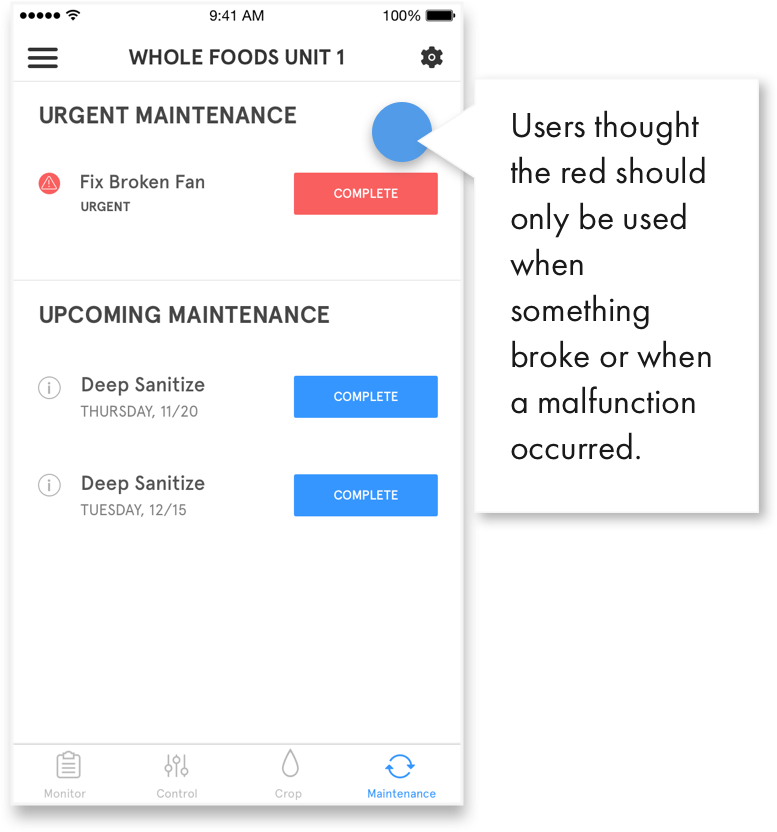 9:41 AM 100%
WHOLE FOODS UNIT 1
URGENT MAINTENANCE
Fix Broken Fan
URGENT
COMPLETE
UPCOMING MAINTENANCE
Deep Sanitize
THURSDAY, 11/20
COMPLETE
Deep Sanitize
TUESDAY, 12/15
COMPLETE
Monitor Control Crop Maintenance
Users thought
the red should
only be used
when
something
broke or when
a malfunction
occurred.